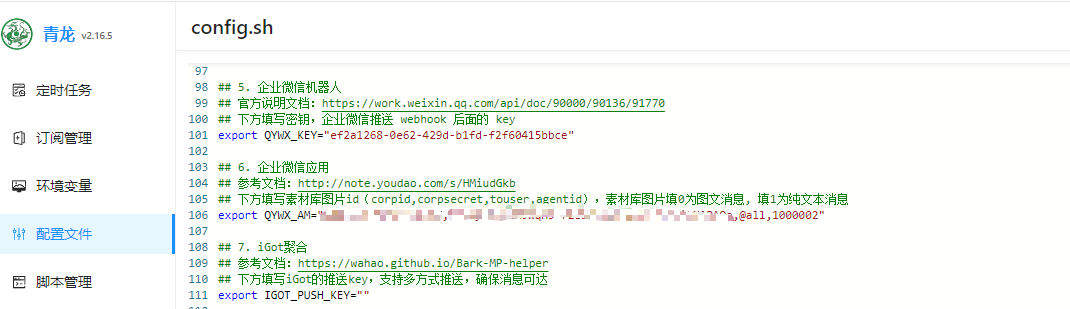 青龙 v2.16.5
config.sh
定时任务
订阅管理
环境变量
配置文件
脚本管理
97
98 ## 5. 企业微信机器人
99 ## 官方说明文档：https://work.weixin.qq.com/api/doc/90000/90136/91770
100 ## 下方填写密钥，企业微信推送 webhook 后面的 key
101 export QYWX_KEY="ef2a1268-0e62-429d-b1fd-f2f60415bbce"
102
103 ## 6. 企业微信应用
104 ## 参考文档：http://note.youdao.com/s/HMiudGkb
105 ## 下方填写素材库图片id（corpid,corpsecret,touser,agentid），素材库图片填0为图文消息, 填1为纯文本消息
106 export QYWX_AM=" ,@all,1000002"
107
108 ## 7. iGot聚合
109 ## 参考文档：https://wahao.github.io/Bark-MP-helper
110 ## 下方填写iGot的推送key，支持多方式推送，确保消息可达
111 export IGOT_PUSH_KEY=""